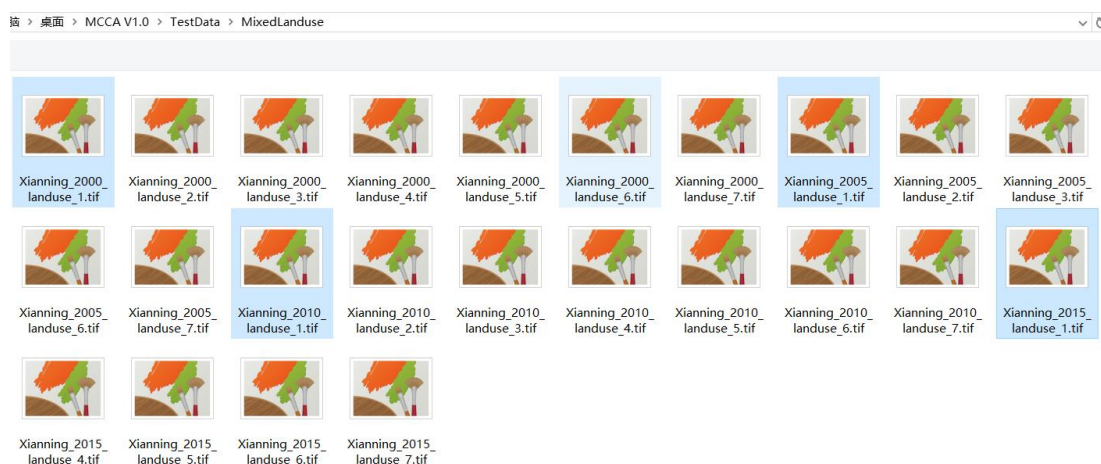 脑 > 桌面 > MCCA V1.0 > TestData > MixedLanduse
Xianning_2000_ Xianning_2000_ Xianning_2000_ Xianning_2000_ Xianning_2000_ Xianning_2000_ Xianning_2000_ Xianning_2005_ Xianning_2005_ Xianning_2005_
landuse_1.tif landuse_2.tif landuse_3.tif landuse_4.tif landuse_5.tif landuse_6.tif landuse_7.tif landuse_1.tif landuse_2.tif landuse_3.tif
Xianning_2005_ Xianning_2005_ Xianning_2010_ Xianning_2010_ Xianning_2010_ Xianning_2010_ Xianning_2010_ Xianning_2010_ Xianning_2010_ Xianning_2015_
landuse_6.tif landuse_7.tif landuse_1.tif landuse_2.tif landuse_3.tif landuse_4.tif landuse_5.tif landuse_6.tif landuse_7.tif landuse_1.tif
Xianning_2015_ Xianning_2015_ Xianning_2015_ Xianning_2015_
landuse_4.tif landuse_5.tif landuse_6.tif landuse_7.tif